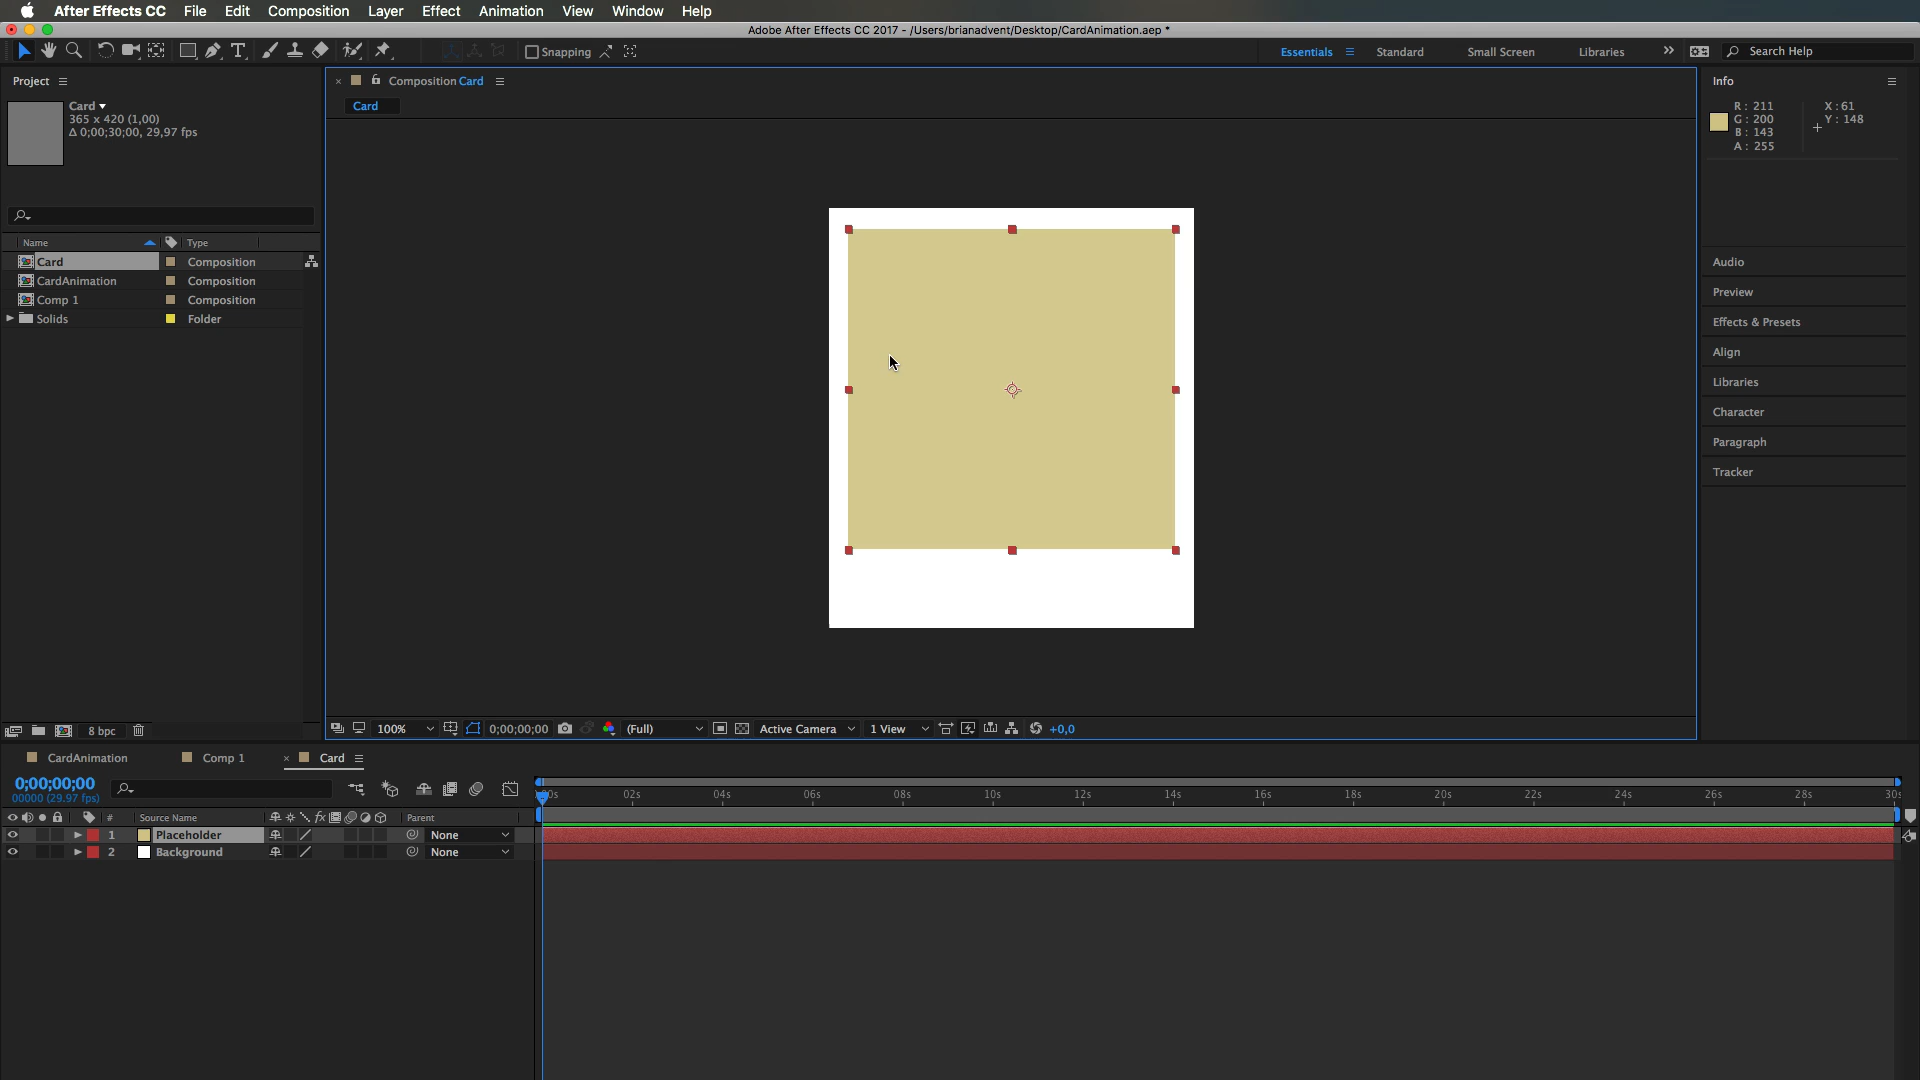 After Effects CC File Edit Composition Layer Effect Animation View Window Help
Adobe After Effects CC 2017 - /Users/brianadvent/Desktop/CardAnimation.aep *
Snapping Essentials Standard Small Screen Libraries Search Help
Project
Card
365 x 420 (1,00)
Δ 0;00;30;00, 29,97 fps
Name Type
Card Composition
CardAnimation Composition
Comp 1 Composition
Solids Folder
8 bpc
Composition Card
Card
100% 0;00;00;00 (Full) Active Camera 1 View +0,0
Info
R: 211 X: 61
G: 200 Y: 148
B: 143
A: 255
Audio
Preview
Effects & Presets
Align
Libraries
Character
Paragraph
Tracker
CardAnimation Comp 1 Card
0;00;00;00
00000 (29.97 fps)
:00s 02s 04s 06s 08s 10s 12s 14s 16s 18s 20s 22s 24s 26s 28s 30s
# Source Name fx Parent
1 Placeholder None
2 Background None